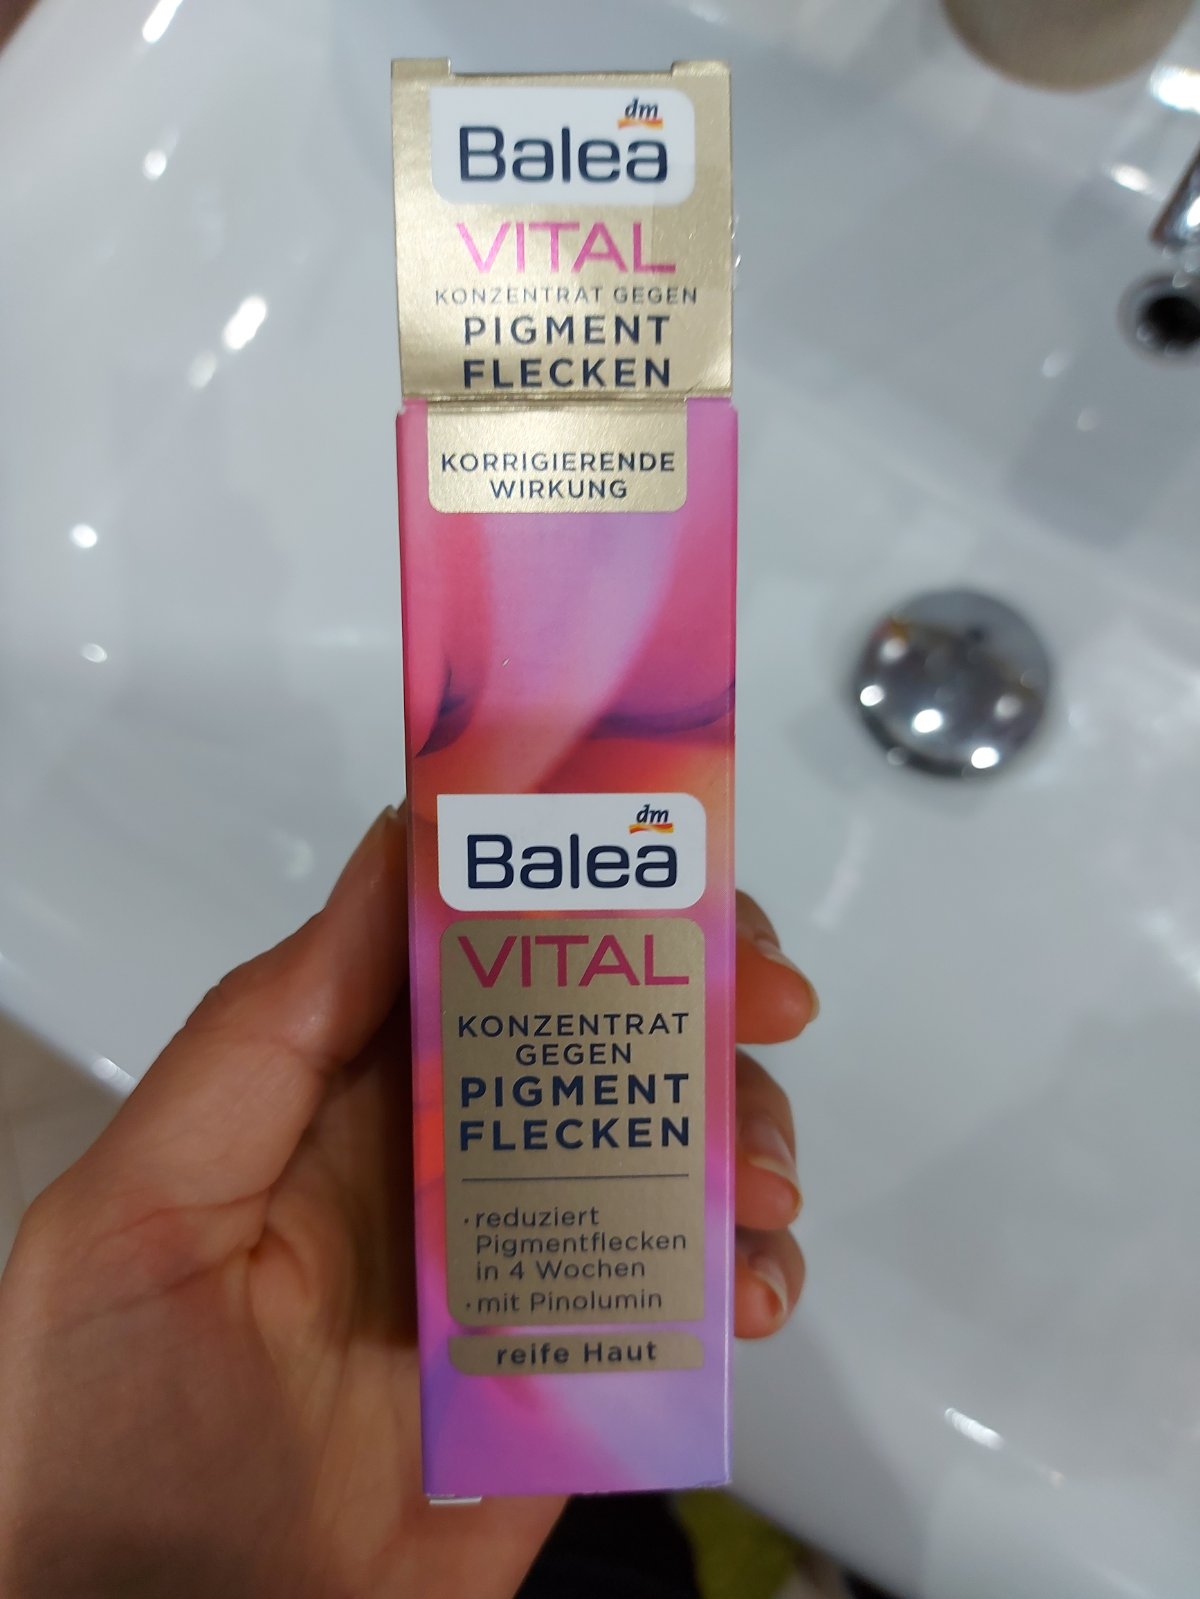 dm
Balea
VITAL
KONZENTRAT GEGEN
PIGMENT
FLECKEN
KORRIGIERENDE
WIRKUNG
dm
Balea
VITAL
KONZENTRAT
GEGEN
PIGMENT
FLECKEN
· reduziert
Pigmentflecken
in 4 Wochen
· mit Pinolumin
reife Haut